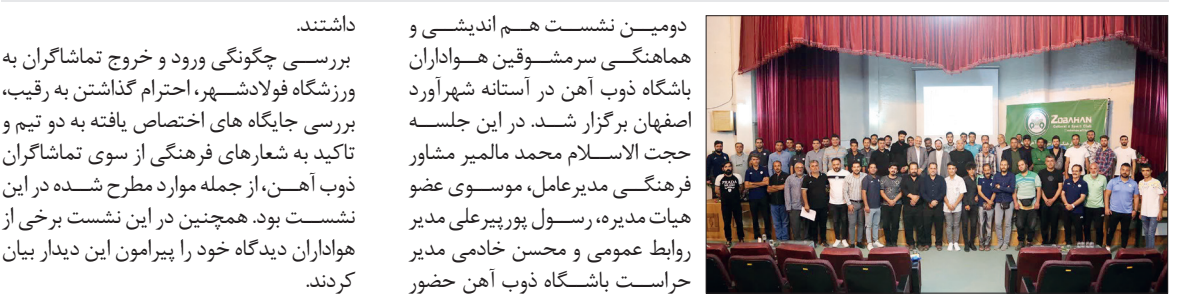 دومین نشست هم اندیشی و
هماهنگی سرمشوقین هواداران
باشگاه ذوب آهن در آستانه شهرآورد
اصفهان برگزار شد. در این جلسه
حجت الاسلام محمد مالمیر مشاور
فرهنگی مدیرعامل، موسوی عضو
هیات مدیره، رسول پورپیرعلی مدیر
روابط عمومی و محسن خادمی مدیر
حراست باشگاه ذوب آهن حضور
داشتند.
بررسی چگونگی ورود و خروج تماشاگران به
ورزشگاه فولادشهر، احترام گذاشتن به رقیب،
بررسی جایگاه های اختصاص یافته به دو تیم و
تاکید به شعارهای فرهنگی از سوی تماشاگران
ذوب آهن، از جمله موارد مطرح شده در این
نشست بود. همچنین در این نشست برخی از
هواداران دیدگاه خود را پیرامون این دیدار بیان
کردند.
ZOBAHAN